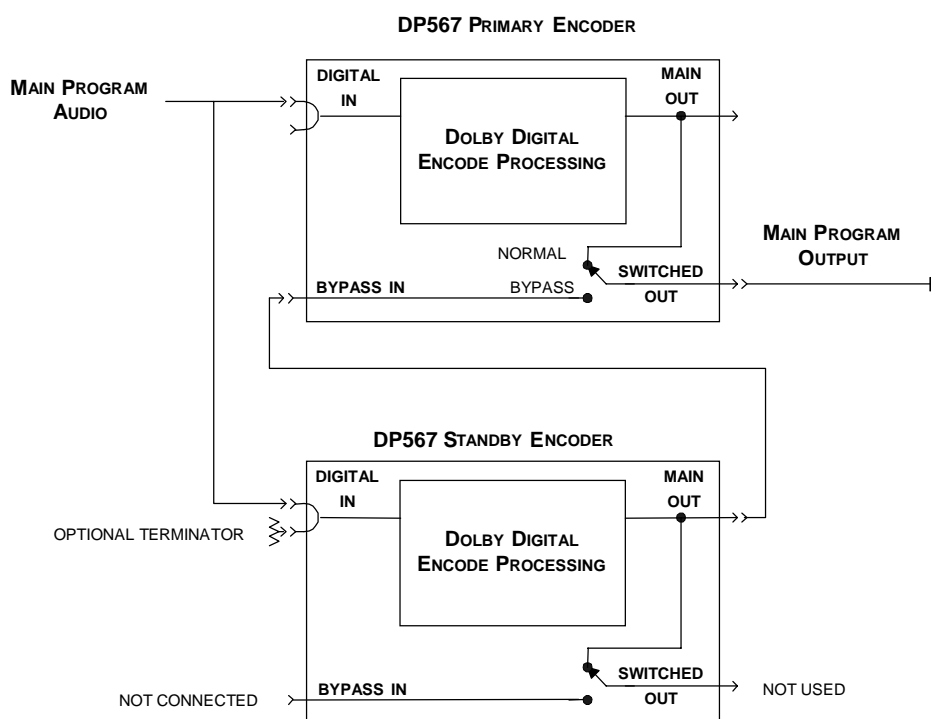 DP567 PRIMARY ENCODER
MAIN PROGRAM
AUDIO
DIGITAL
IN
MAIN
OUT
DOLBY DIGITAL
ENCODE PROCESSING
NORMAL
BYPASS
BYPASS IN
SWITCHED
OUT
MAIN PROGRAM
OUTPUT
DP567 STANDBY ENCODER
DIGITAL
IN
MAIN
OUT
OPTIONAL TERMINATOR
DOLBY DIGITAL
ENCODE PROCESSING
NOT CONNECTED
BYPASS IN
SWITCHED
OUT
NOT USED